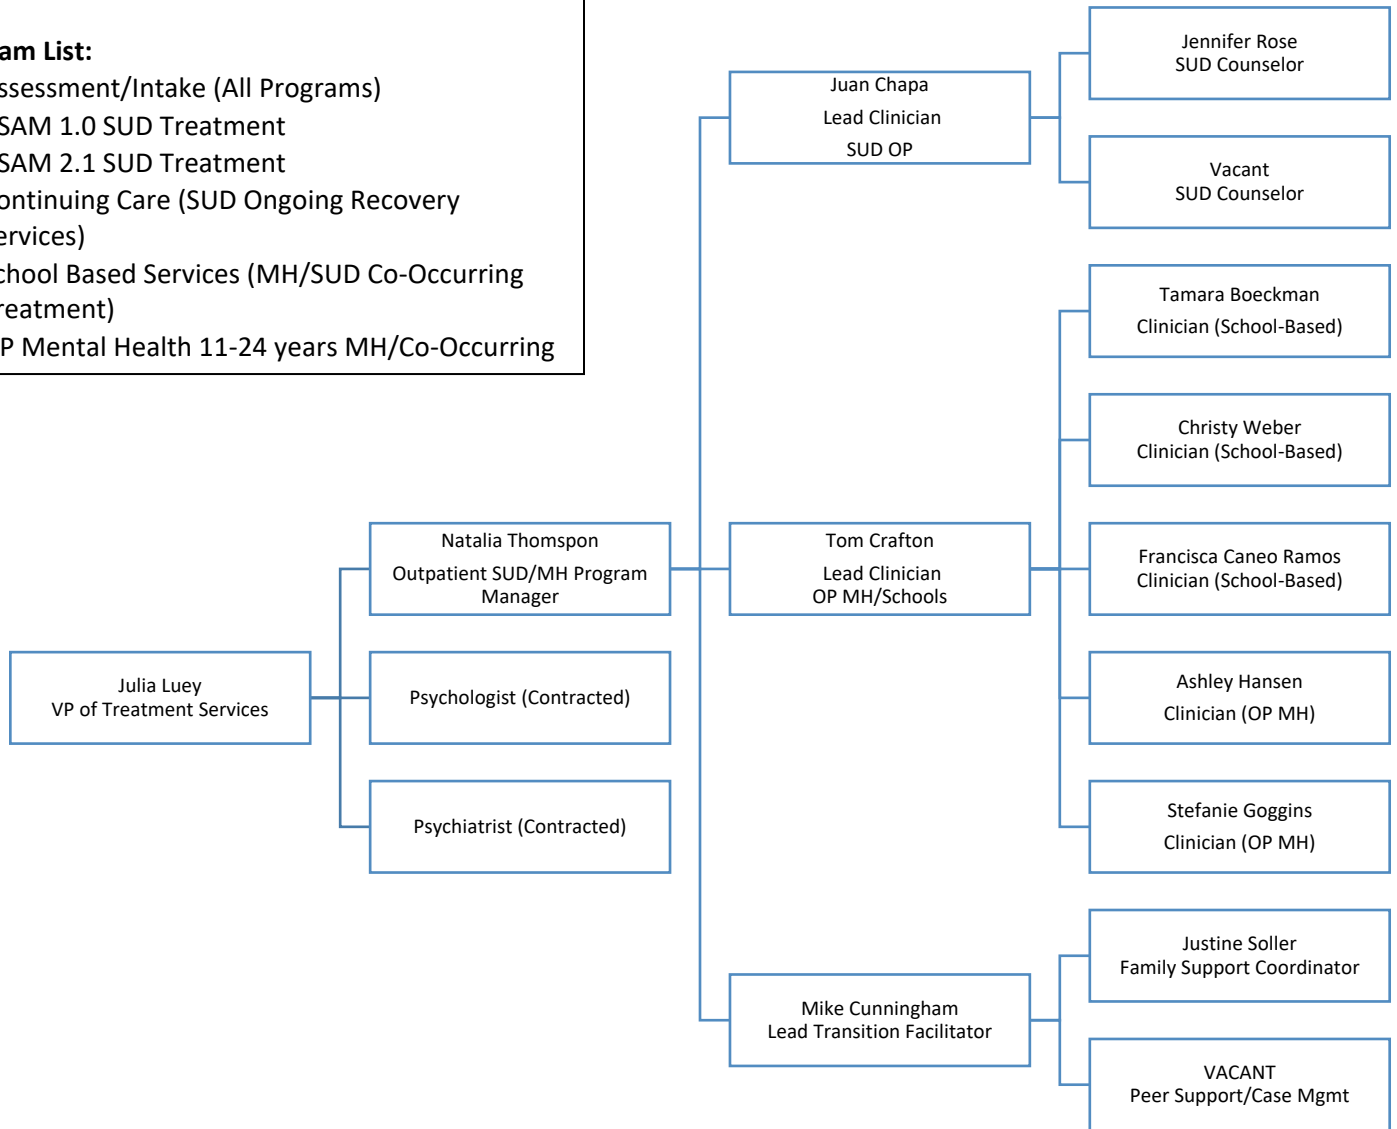 am List:
ssessment/Intake (All Programs)
SAM 1.0 SUD Treatment
SAM 2.1 SUD Treatment
ontinuing Care (SUD Ongoing Recovery
ervices)
chool Based Services (MH/SUD Co-Occurring
reatment)
P Mental Health 11-24 years MH/Co-Occurring
Julia Luey
VP of Treatment Services
Natalia Thomspon
Outpatient SUD/MH Program
Manager
Psychologist (Contracted)
Psychiatrist (Contracted)
Juan Chapa
Lead Clinician
SUD OP
Jennifer Rose
SUD Counselor
Vacant
SUD Counselor
Tom Crafton
Lead Clinician
OP MH/Schools
Tamara Boeckman
Clinician (School-Based)
Christy Weber
Clinician (School-Based)
Francisca Caneo Ramos
Clinician (School-Based)
Ashley Hansen
Clinician (OP MH)
Stefanie Goggins
Clinician (OP MH)
Mike Cunningham
Lead Transition Facilitator
Justine Soller
Family Support Coordinator
VACANT
Peer Support/Case Mgmt